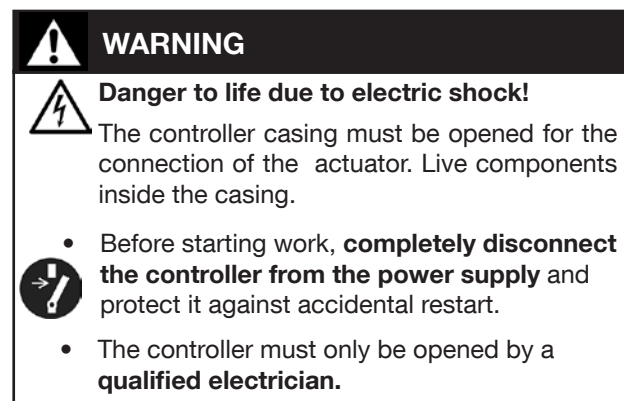 WARNING
Danger to life due to electric shock!
The controller casing must be opened for the
connection of the actuator. Live components
inside the casing.
• Before starting work, completely disconnect
the controller from the power supply and
protect it against accidental restart.
• The controller must only be opened by a
qualified electrician.